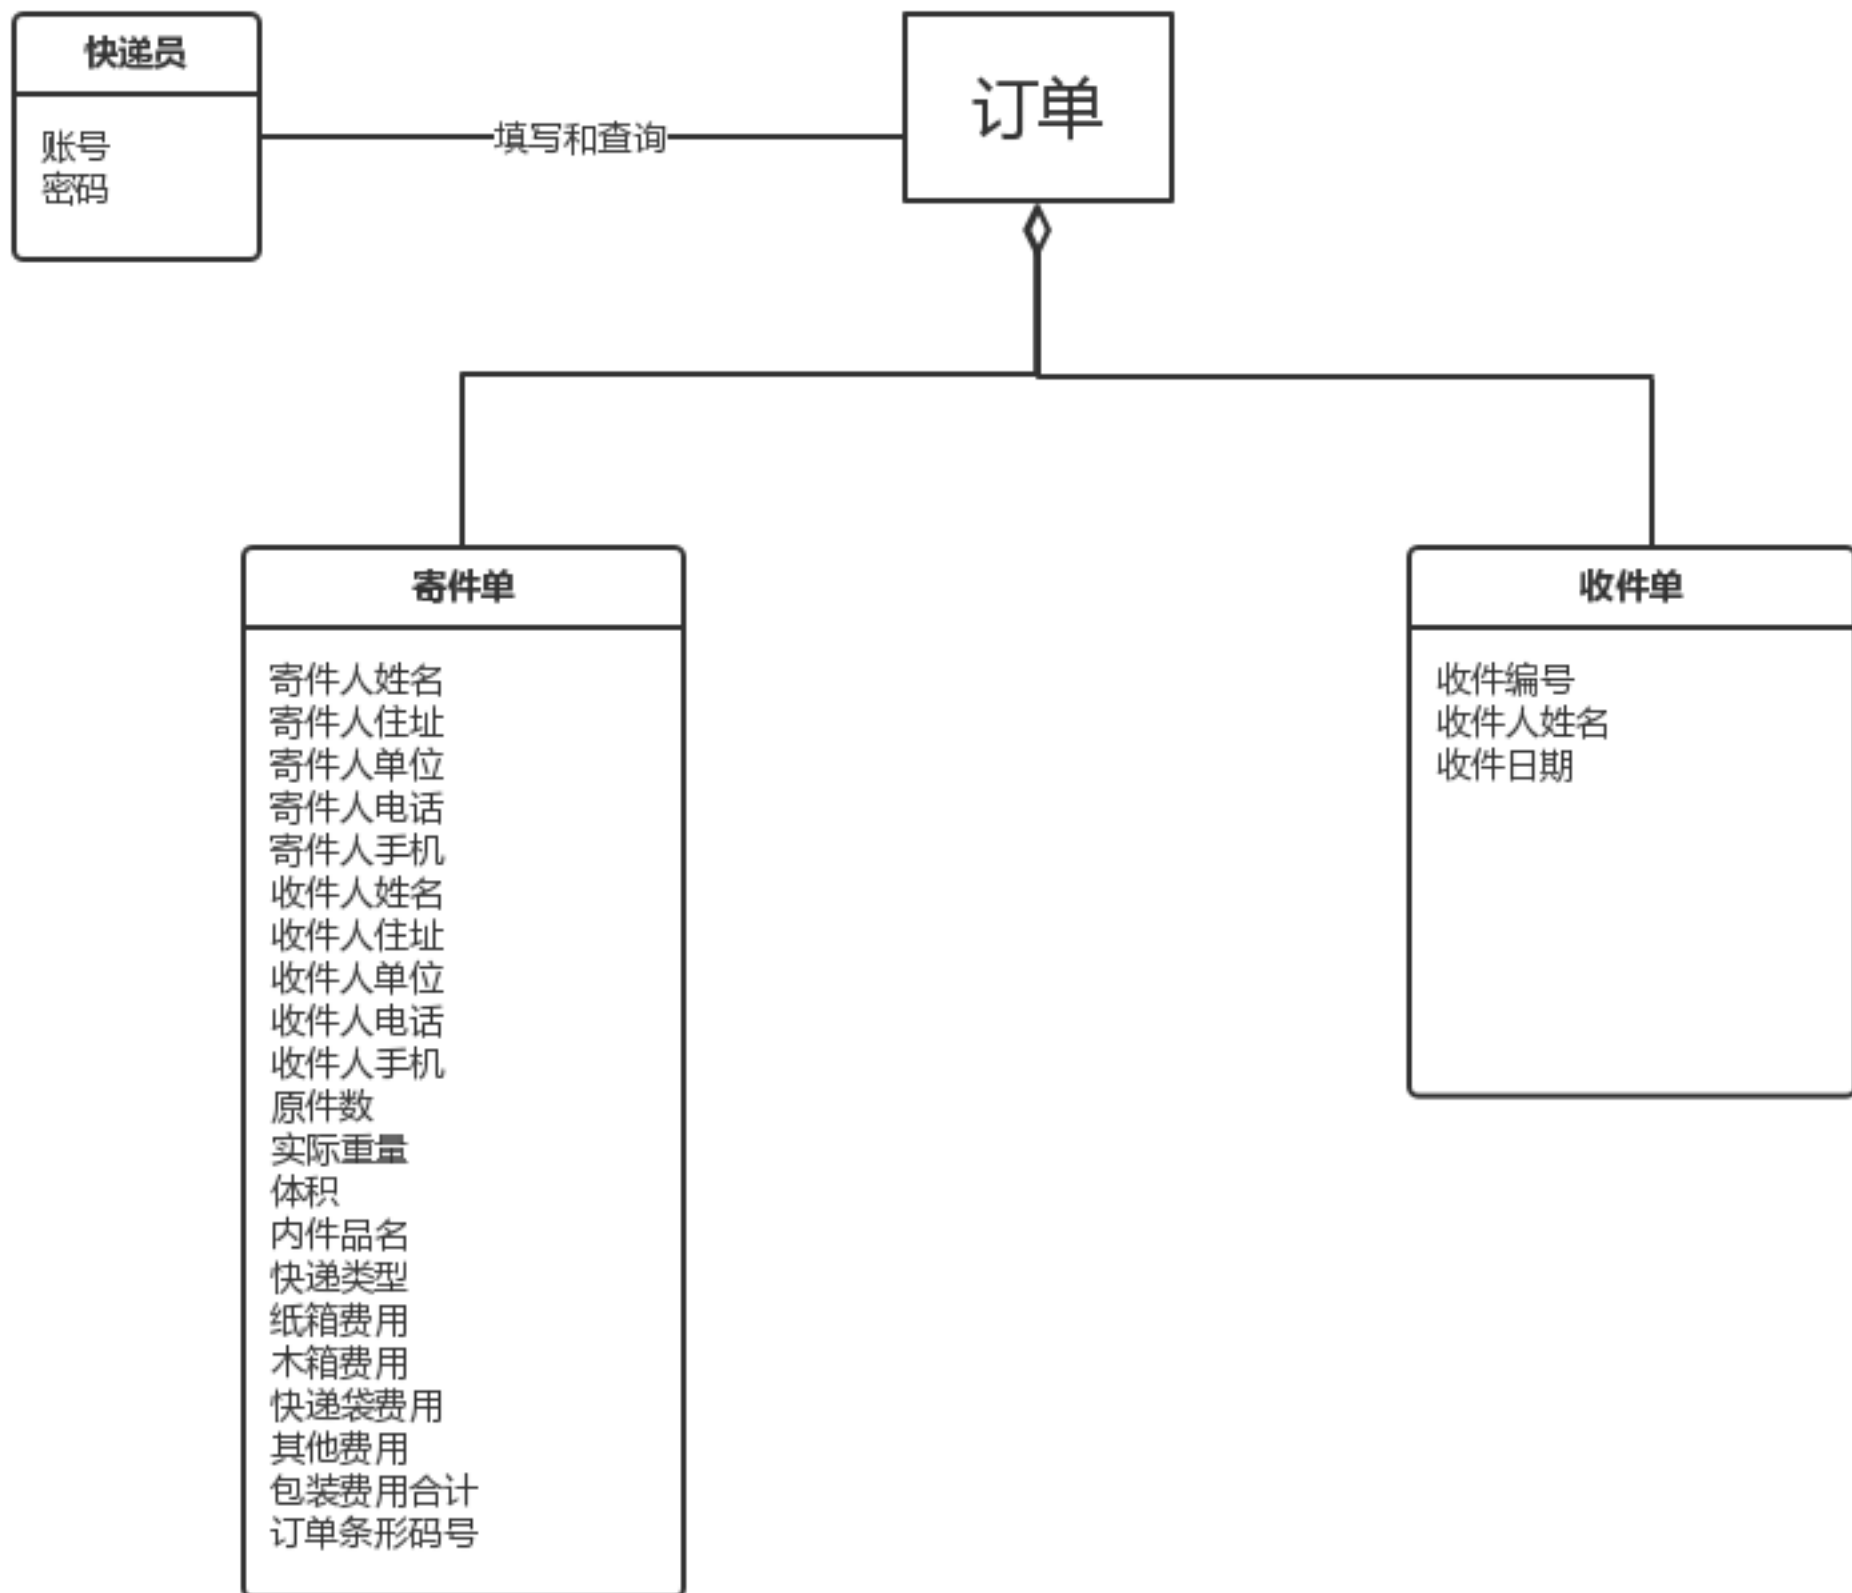 快递员
账号
密码
填写和查询
订单
寄件单
寄件人姓名
寄件人住址
寄件人单位
寄件人电话
寄件人手机
收件人姓名
收件人住址
收件人单位
收件人电话
收件人手机
原件数
实际重量
体积
内件品名
快递类型
纸箱费用
木箱费用
快递袋费用
其他费用
包装费用合计
订单条形码号
收件单
收件编号
收件人姓名
收件日期